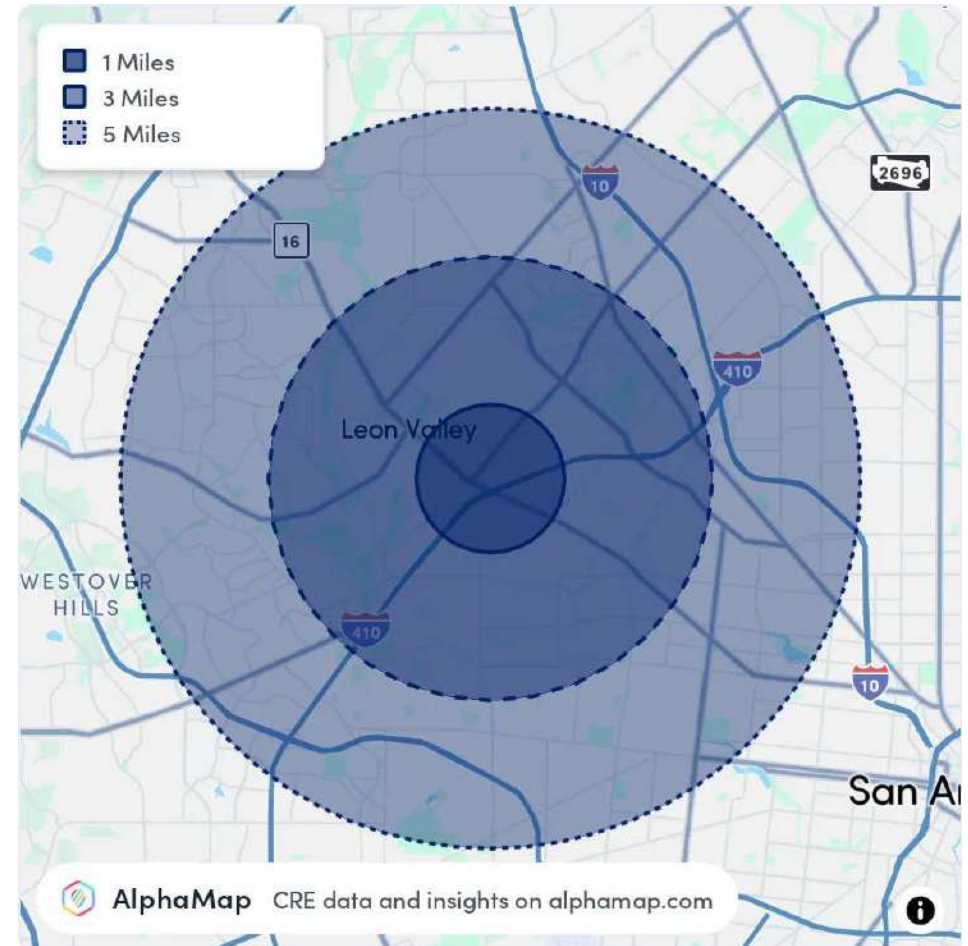 1 Miles
3 Miles
5 Miles
10
2696
16
410
Leon Valley
WESTOVER
HILLS
410
10
San A
AlphaMap CRE data and insights on alphamap.com
i